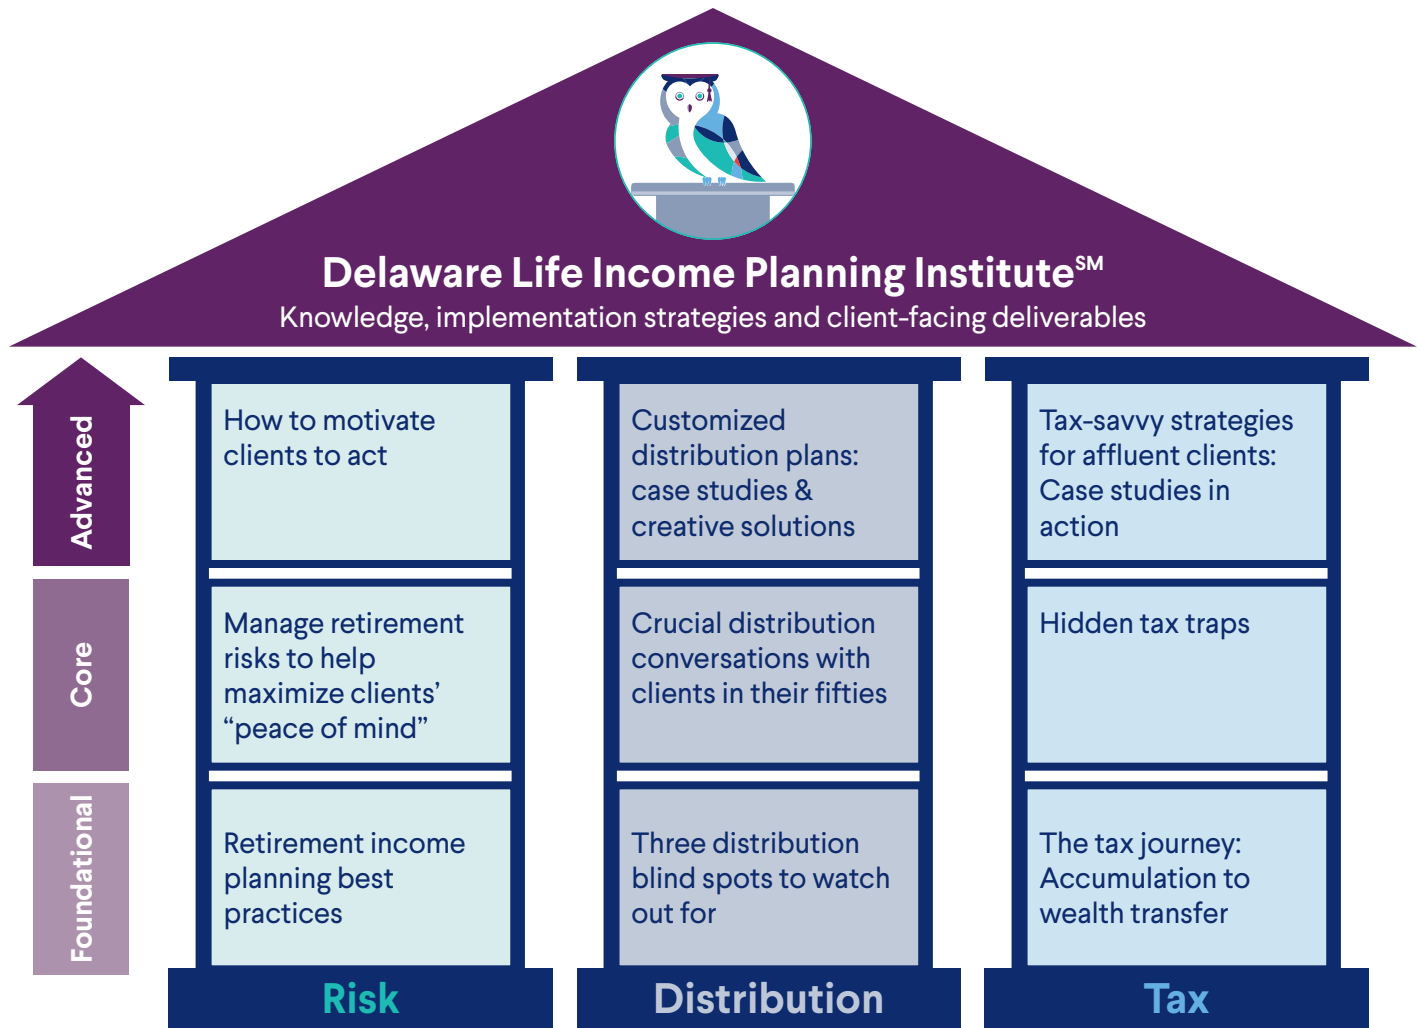 Delaware Life Income Planning Institute℠
Knowledge, implementation strategies and client-facing deliverables
Advanced
How to motivate
clients to act
Customized
distribution plans:
case studies &
creative solutions
Tax-savvy strategies
for affluent clients:
Case studies in
action
Core
Manage retirement
risks to help
maximize clients’
“peace of mind”
Crucial distribution
conversations with
clients in their fifties
Hidden tax traps
Foundational
Retirement income
planning best
practices
Three distribution
blind spots to watch
out for
The tax journey:
Accumulation to
wealth transfer
Risk
Distribution
Tax